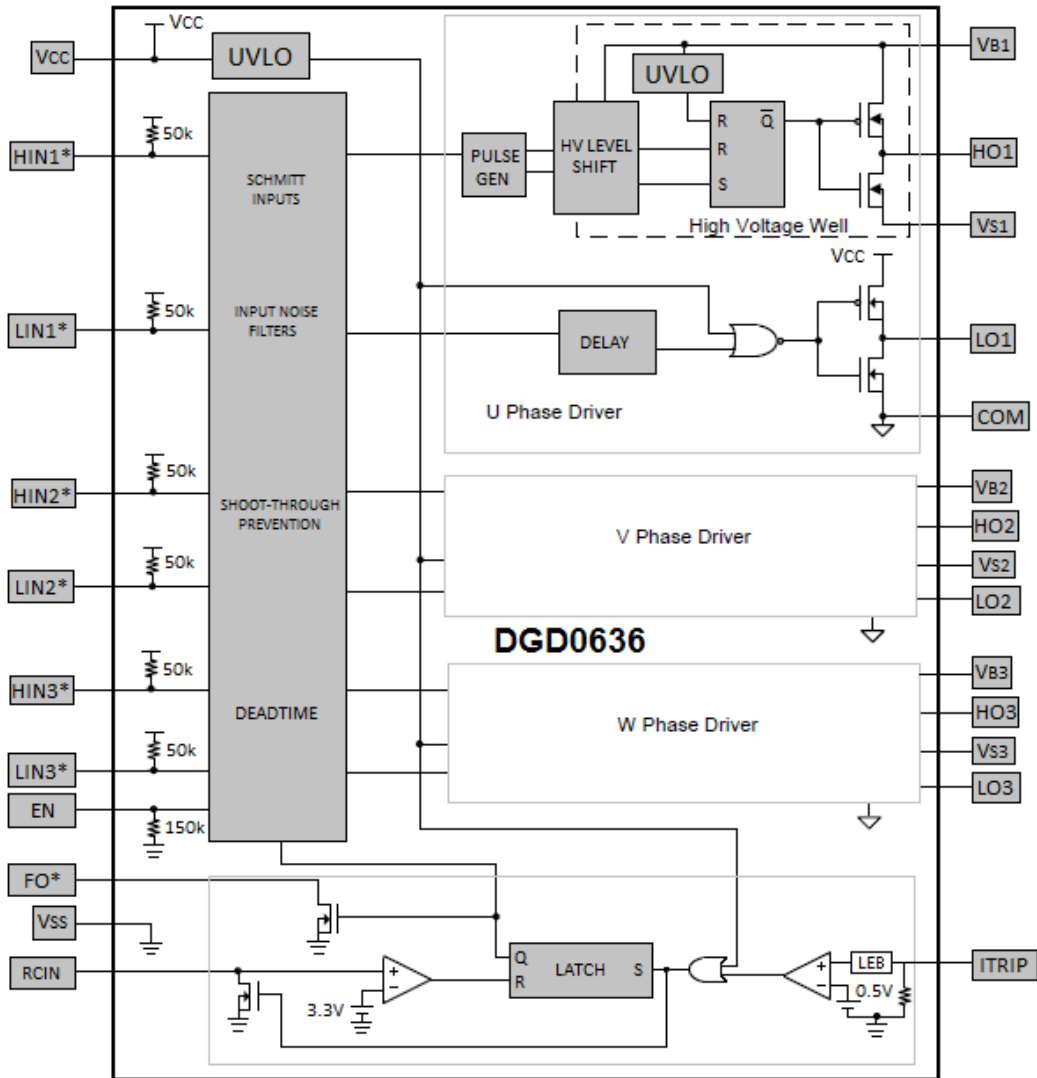 VCC
VCC
UVLO
VB1
UVLO
50k
HIN1*
PULSE
GEN
HV LEVEL
SHIFT
R
R
S
Q
HO1
SCHMITT
INPUTS
High Voltage Well
VS1
VCC
50k
LIN1*
INPUT NOISE
FILTERS
DELAY
LO1
U Phase Driver
COM
50k
HIN2*
SHOOT-THROUGH
PREVENTION
V Phase Driver
VB2
HO2
VS2
LO2
50k
LIN2*
DGD0636
50k
HIN3*
DEADTIME
W Phase Driver
VB3
HO3
VS3
LO3
50k
LIN3*
EN
150k
FO*
VSS
RCIN
3.3V
+
−
Q
R
LATCH
S
+
−
LEB
0.5V
ITRIP